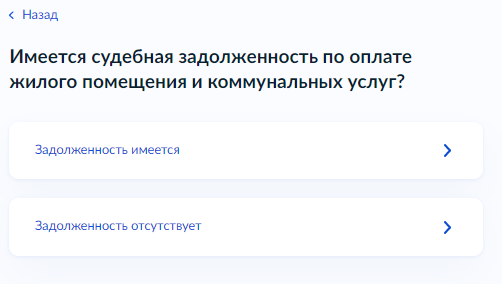 Назад
Имеется судебная задолженность по оплате
жилого помещения и коммунальных услуг?
Задолженность имеется
Задолженность отсутствует